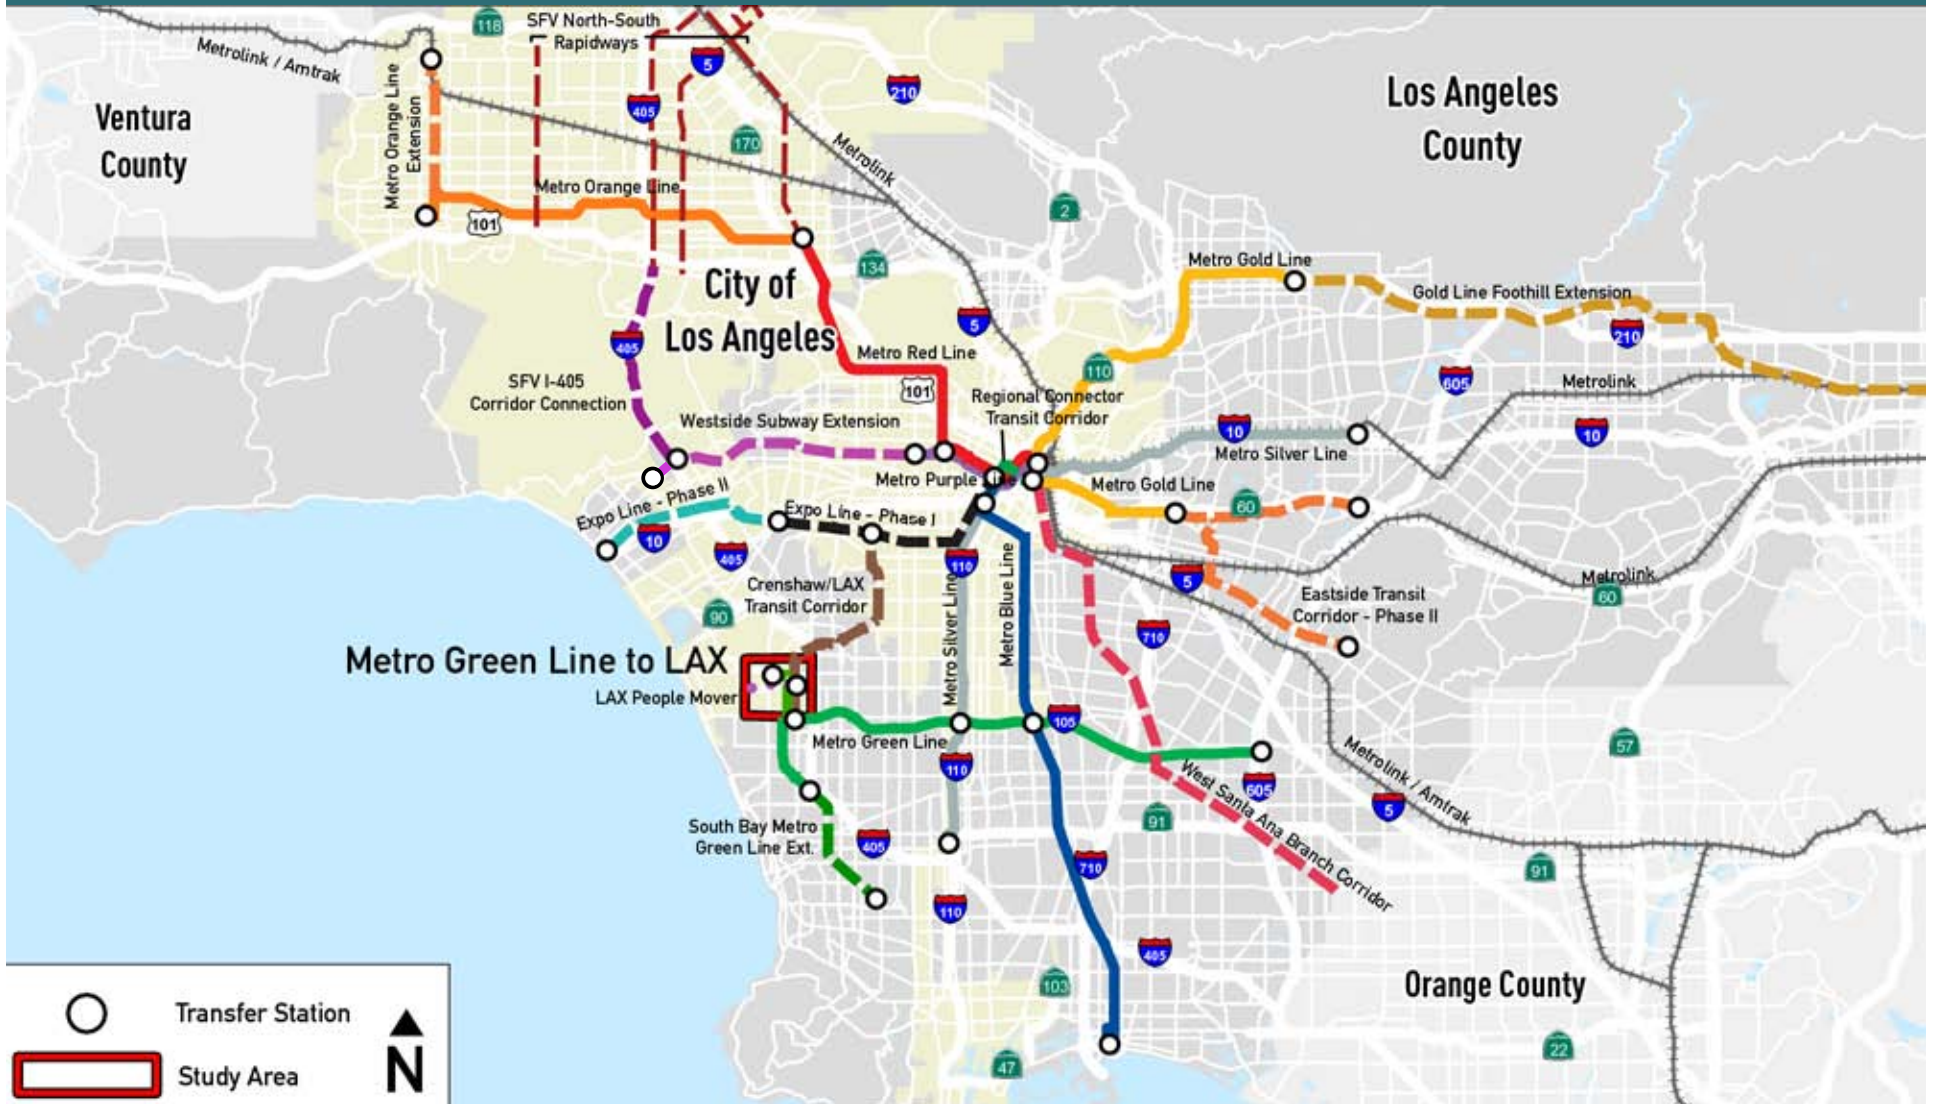 118
SFV North-South
Rapidways
Metrolink / Amtrak
5
210
405
Ventura
County
Los Angeles
County
Metro Orange Line
Extension
170
Metrolink
Metro Orange Line
101
2
134
City of
Los Angeles
Metro Gold Line
Gold Line Foothill Extension
5
210
405
Metro Red Line
110
605
Metrolink
SFV I-405
Corridor Connection
101
Regional Connector
Transit Corridor
Westside Subway Extension
10
10
Metro Silver Line
Metro Purple Line
Metro Gold Line
60
Expo Line - Phase II
Expo Line - Phase I
10
405
110
Metro Blue Line
Metro Silver Line
Crenshaw/LAX
Transit Corridor
90
5
Eastside Transit
Corridor - Phase II
Metrolink
60
710
Metro Green Line to LAX
LAX People Mover
105
Metro Green Line
110
57
West Santa Ana Branch Corridor
605
Metrolink / Amtrak
5
91
South Bay Metro
Green Line Ext.
405
710
91
110
405
103
Orange County
47
22
Transfer Station
Study Area
N